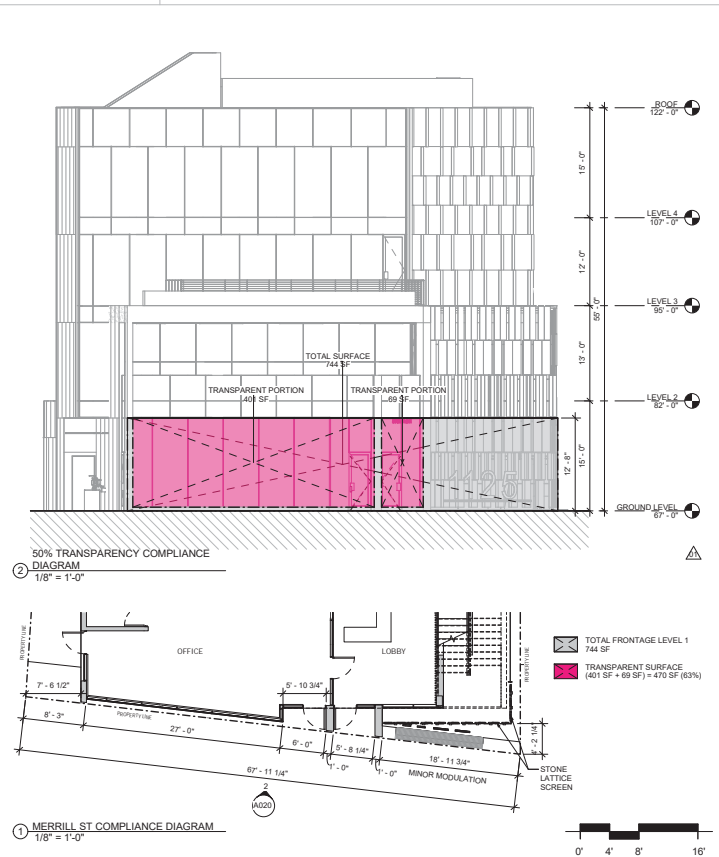 ROOF
122' - 0"
15' - 0"
LEVEL 4
107' - 0"
12' - 0"
LEVEL 3
95' - 0"
55' - 0"
13' - 0"
TOTAL SURFACE
744 SF
TRANSPARENT PORTION
401 SF
TRANSPARENT PORTION
69 SF
LEVEL 2
82' - 0"
12' - 8"
15' - 0"
1125
GROUND LEVEL
67' - 0"
01
2
50% TRANSPARENCY COMPLIANCE
DIAGRAM
1/8" = 1'-0"
PROPERTY LINE
OFFICE
LOBBY
PROPERTY LINE
TOTAL FRONTAGE LEVEL 1
744 SF
TRANSPARENT SURFACE
(401 SF + 69 SF) = 470 SF (63%)
7' - 6 1/2"
5' - 10 3/4"
8' - 3"
PROPERTY LINE
27' - 0"
6' - 0"
1' - 0"
5' - 8 1/4"
1' - 0"
18' - 11 3/4"
4' - 2 1/4"
MINOR MODULATION
67' - 11 1/4"
STONE
LATTICE
SCREEN
2
A020
1
MERRILL ST COMPLIANCE DIAGRAM
1/8" = 1'-0"
0'
4'
8'
16'